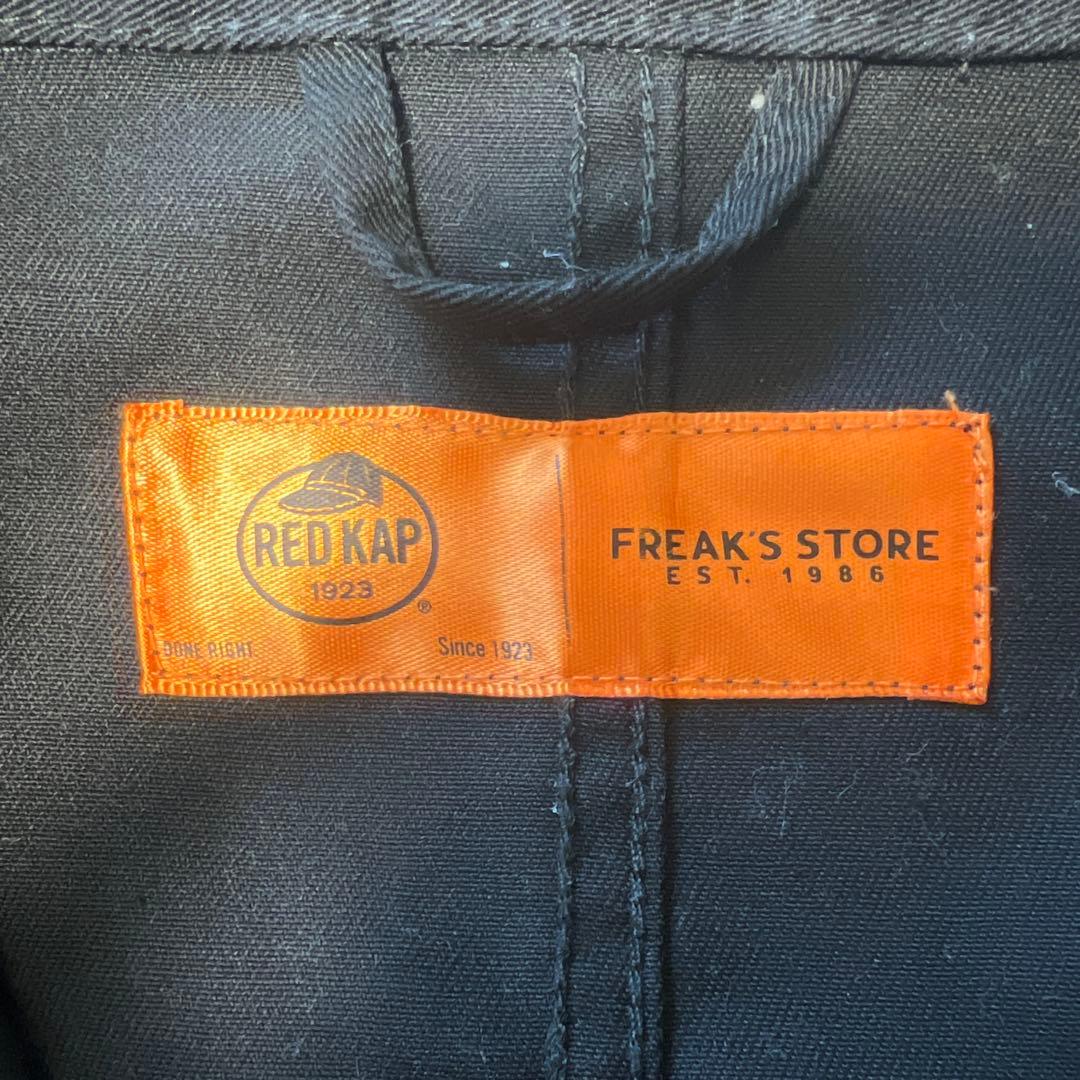 RED KAP
1923
®
DONE RIGHT
Since 1923
FREAK'S STORE
EST. 1986